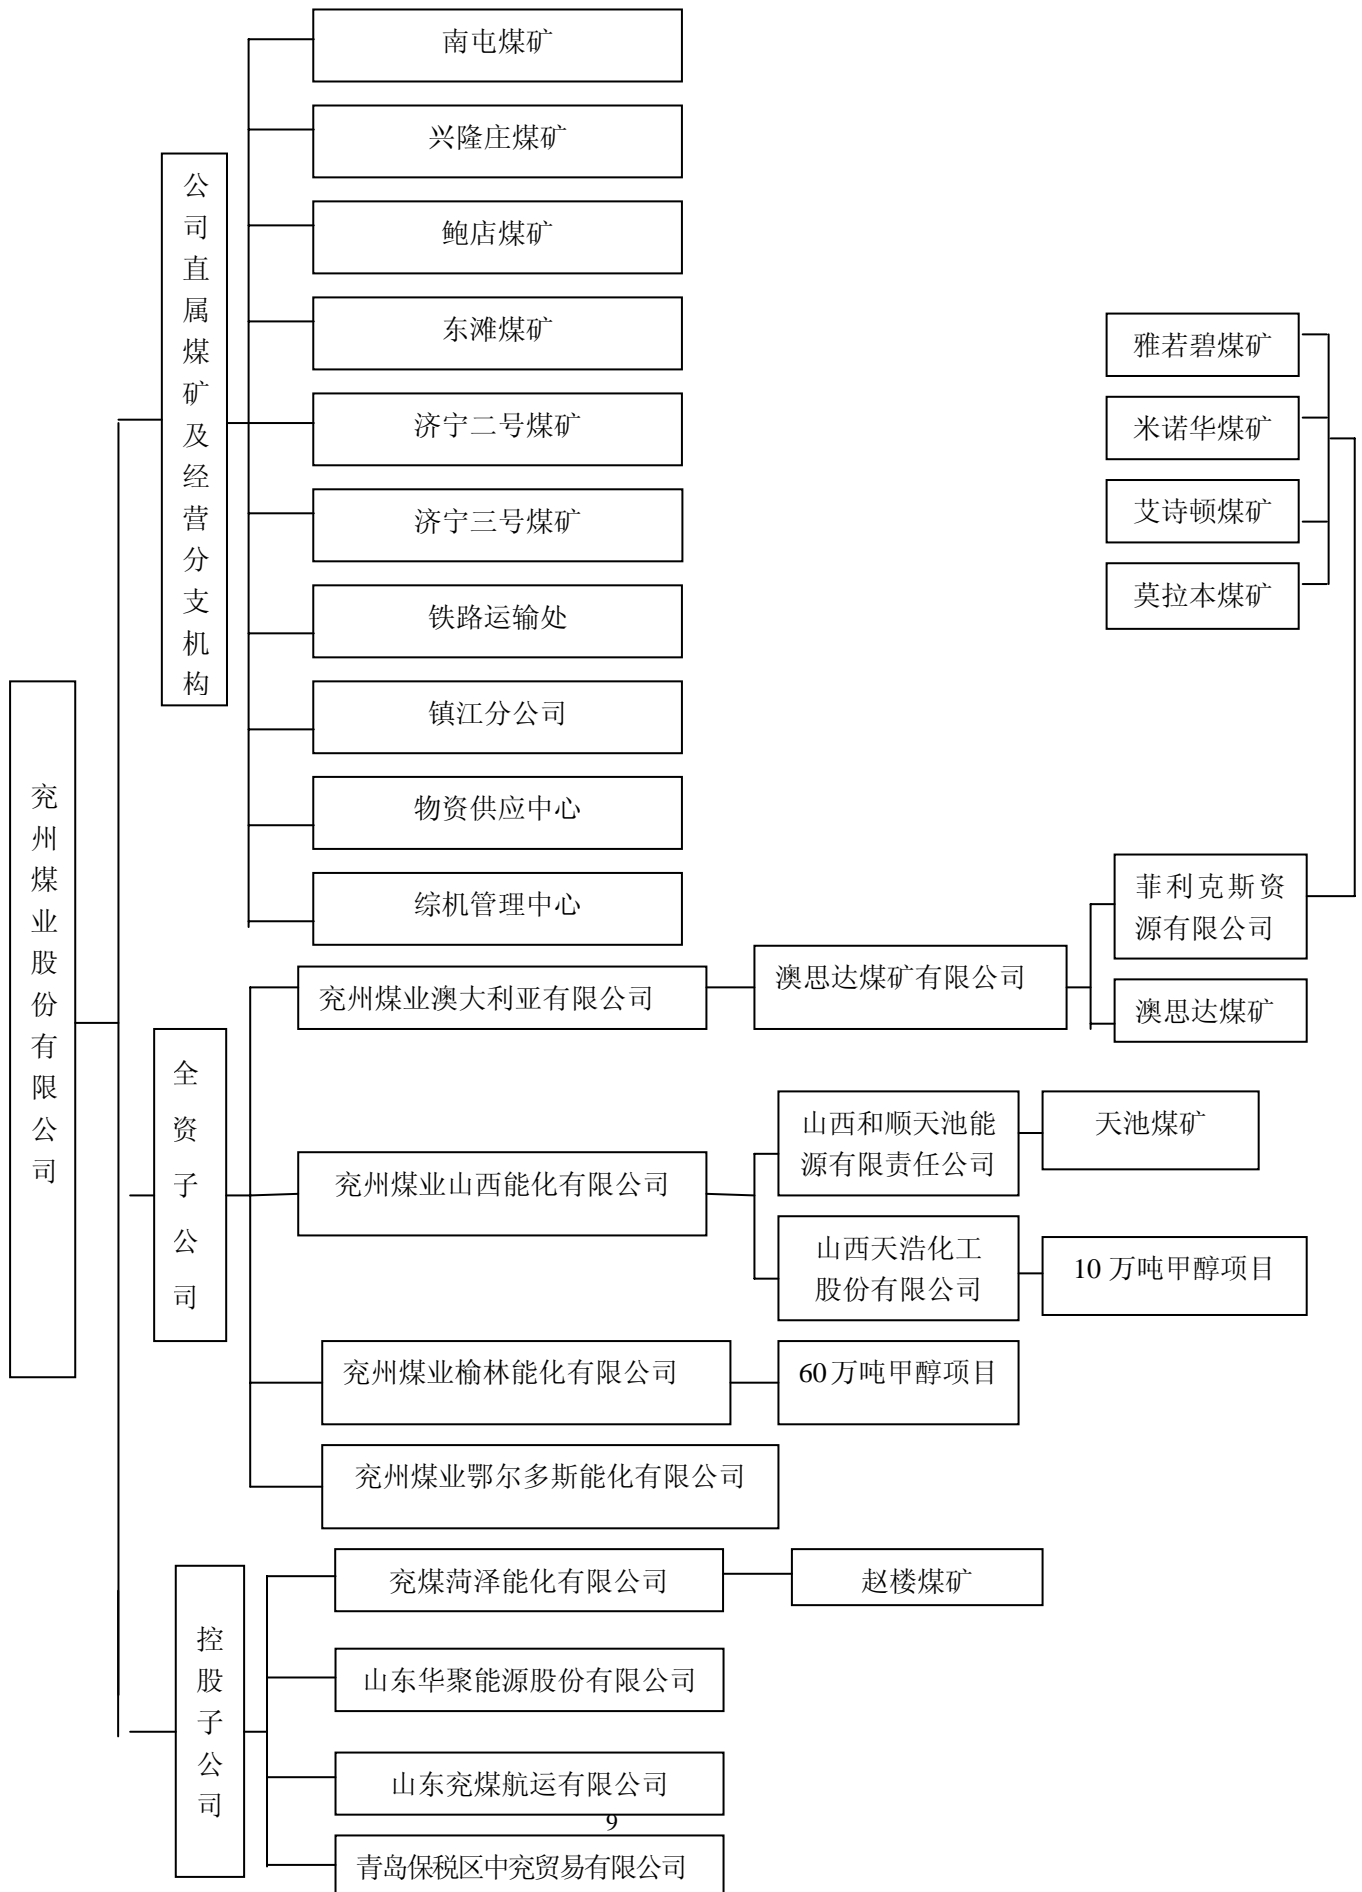 兖州煤业股份有限公司
公司直属煤矿及经营分支机构
南屯煤矿
兴隆庄煤矿
鲍店煤矿
东滩煤矿
济宁二号煤矿
济宁三号煤矿
铁路运输处
镇江分公司
物资供应中心
综机管理中心
全资子公司
兖州煤业澳大利亚有限公司
澳思达煤矿有限公司
菲利克斯资
源有限公司
雅若碧煤矿
米诺华煤矿
艾诗顿煤矿
莫拉本煤矿
澳思达煤矿
兖州煤业山西能化有限公司
山西和顺天池能
源有限责任公司
天池煤矿
山西天浩化工
股份有限公司
10 万吨甲醇项目
兖州煤业榆林能化有限公司
60万吨甲醇项目
兖州煤业鄂尔多斯能化有限公司
控股子公司
兖煤菏泽能化有限公司
赵楼煤矿
山东华聚能源股份有限公司
山东兖煤航运有限公司
9
青岛保税区中兖贸易有限公司